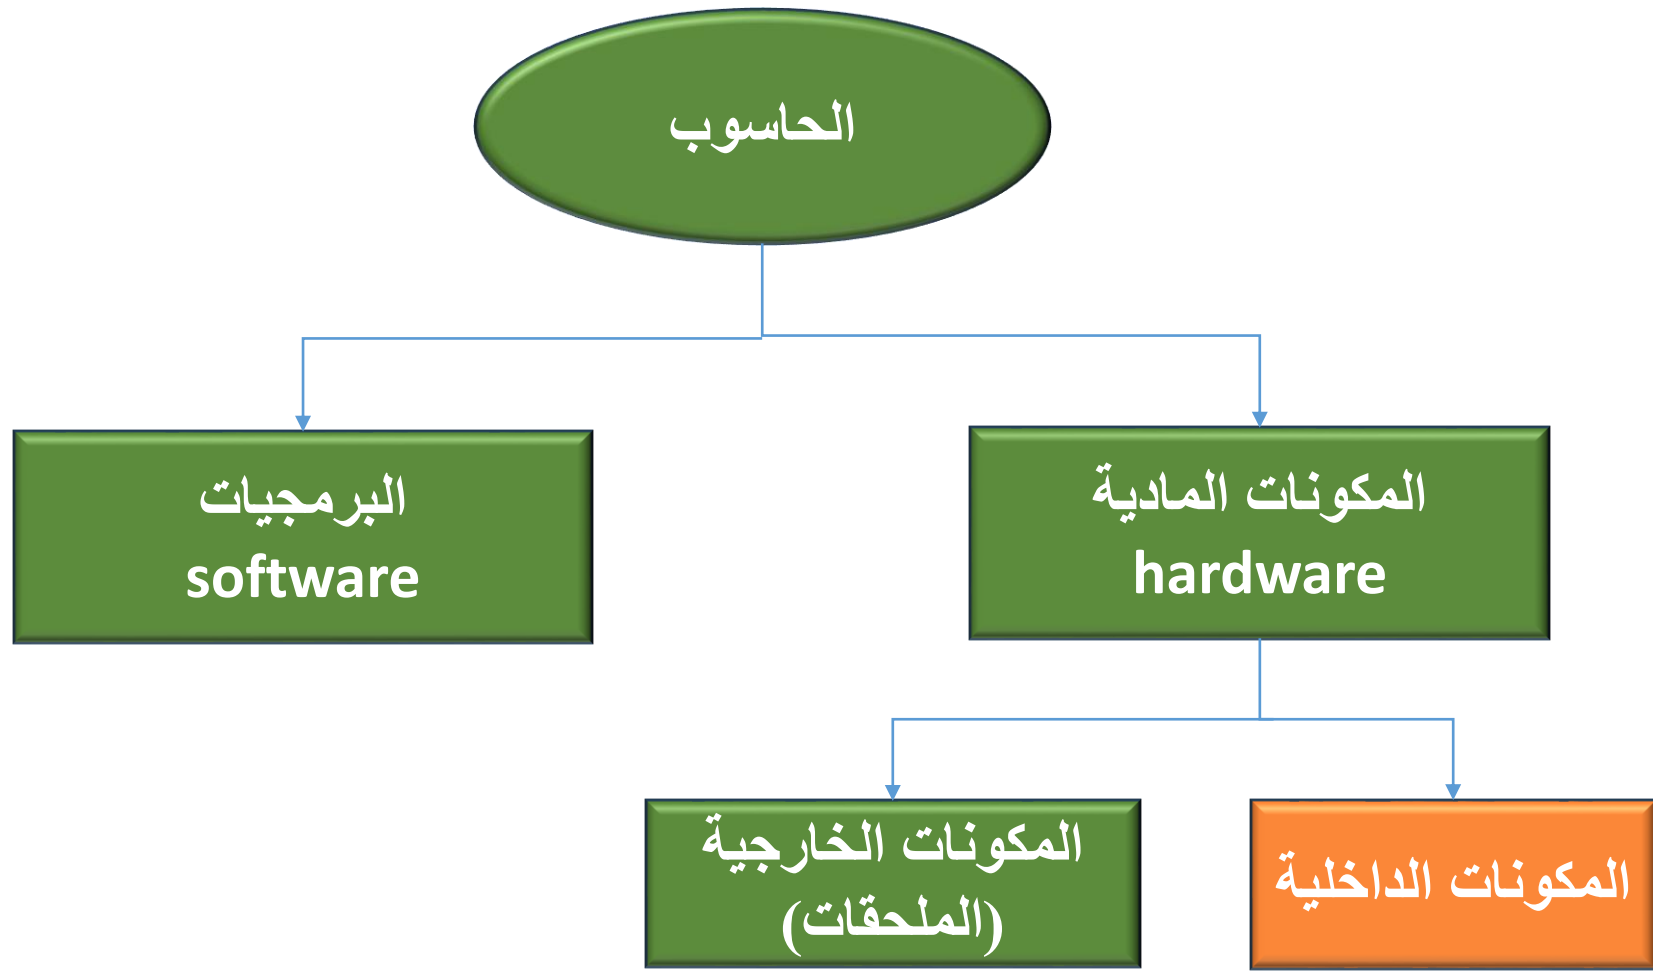 الحاسوب
المكونات المادية
hardware
البرمجيات
software
المكونات الداخلية
المكونات الخارجية
(الملحقات)